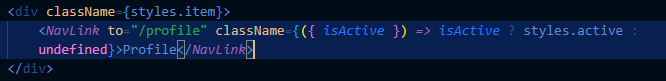 <div className={styles.item}>
<NavLink to="/profile" className={({ isActive }) => isActive ? styles.active :
undefined}>Profile</NavLink>
</div>